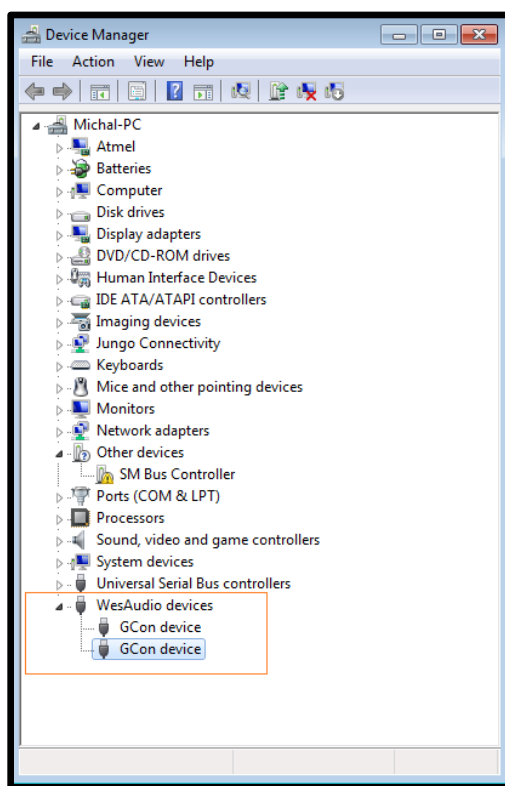 Device Manager
File Action View Help
Michal-PC
Atmel
Batteries
Computer
Disk drives
Display adapters
DVD/CD-ROM drives
Human Interface Devices
IDE ATA/ATAPI controllers
Imaging devices
Jungo Connectivity
Keyboards
Mice and other pointing devices
Monitors
Network adapters
Other devices
SM Bus Controller
Ports (COM & LPT)
Processors
Sound, video and game controllers
System devices
Universal Serial Bus controllers
WesAudio devices
GCon device
GCon device